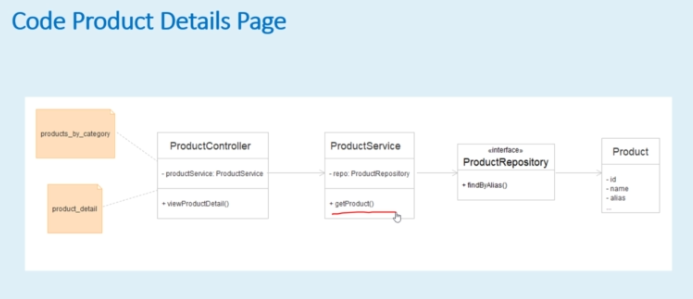 Code Product Details Page
products_by_category
product_detail
ProductController
- productService: ProductService
+ viewProductDetail()
ProductService
- repo: ProductRepository
+ getProduct()
«interface»
ProductRepository
+ findByAlias()
Product
- id
- name
- alias
...